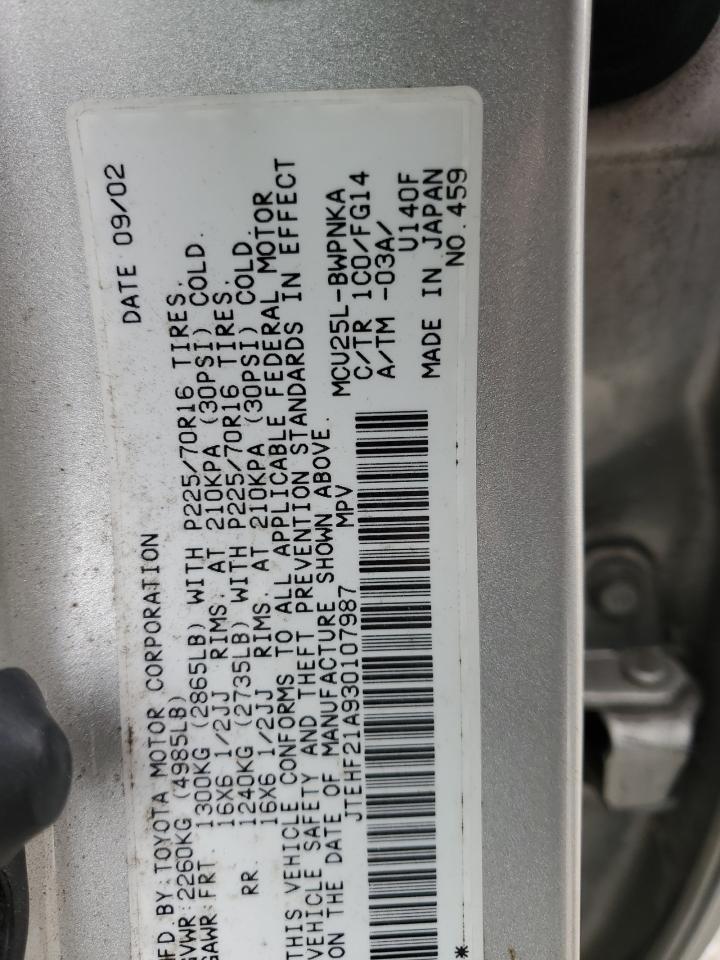 MFD.BY:TOYOTA MOTOR CORPORATION DATE 09/02
GVWR:2260KG (4985LB)
GAWR:FRT. 1300KG (2865LB) WITH P225/70R16 TIRES.
16X6 1/2JJ RIMS. AT 210KPA (30PSI) COLD.
RR. 1240KG (2735LB) WITH P225/70R16 TIRES.
16X6 1/2JJ RIMS. AT 210KPA (30PSI) COLD.
THIS VEHICLE CONFORMS TO ALL APPLICABLE FEDERAL MOTOR
VEHICLE SAFETY AND THEFT PREVENTION STANDARDS IN EFFECT
ON THE DATE OF MANUFACTURE SHOWN ABOVE.
JTEHF21A930107987 MPV
MCU25L-BWPNKA
C/TR 1C0/FG14
A/TM -03A/ U140F
MADE IN JAPAN
NO.459
*